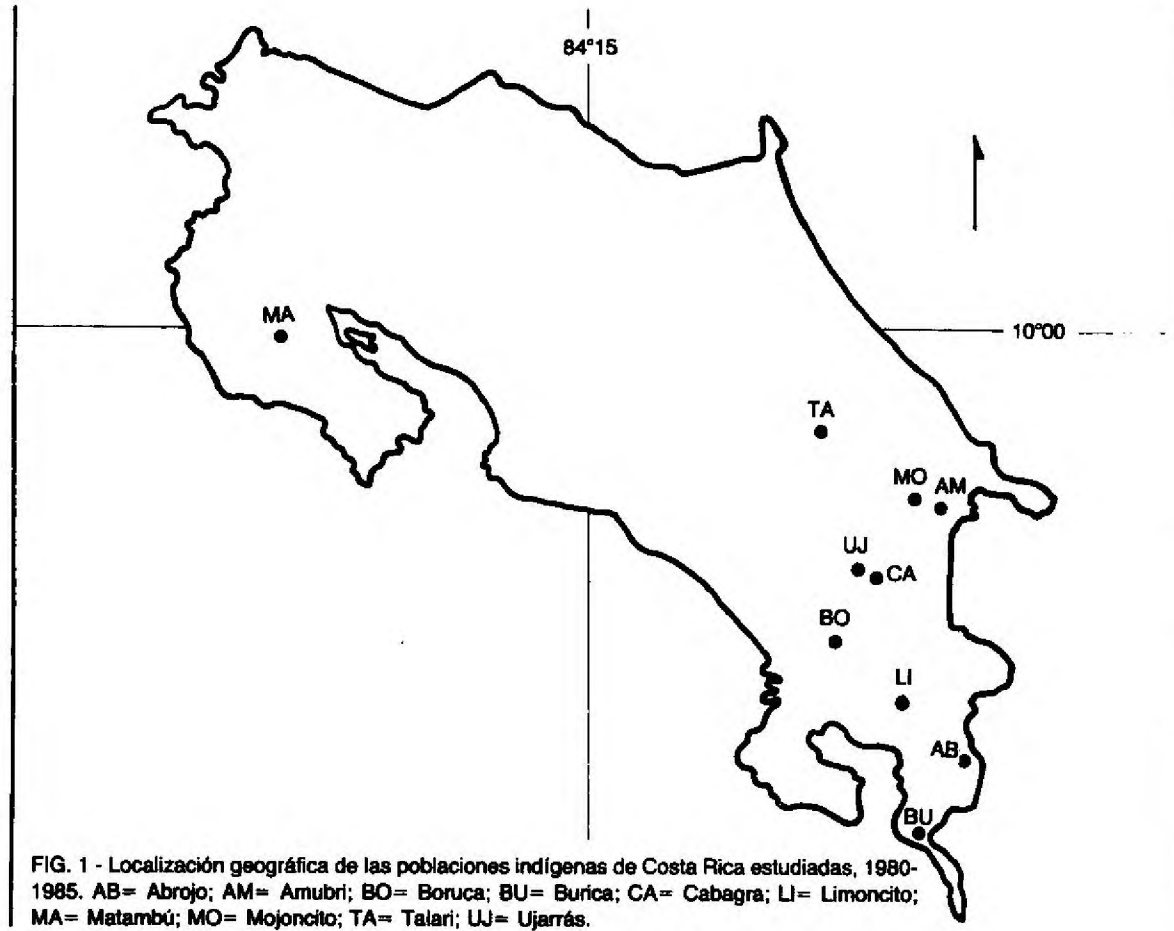 84°15
MA
10°00
TA
MO
AM
UJ
CA
BO
LI
AB
BU
FIG. 1 - Localización geográfica de las poblaciones indígenas de Costa Rica estudiadas, 1980-
1985. AB= Abrojo; AM= Amubri; BO= Boruca; BU= Burica; CA= Cabagra; LI= Limoncito;
MA= Matambú; MO= Mojoncito; TA= Talari; UJ= Ujarrás.